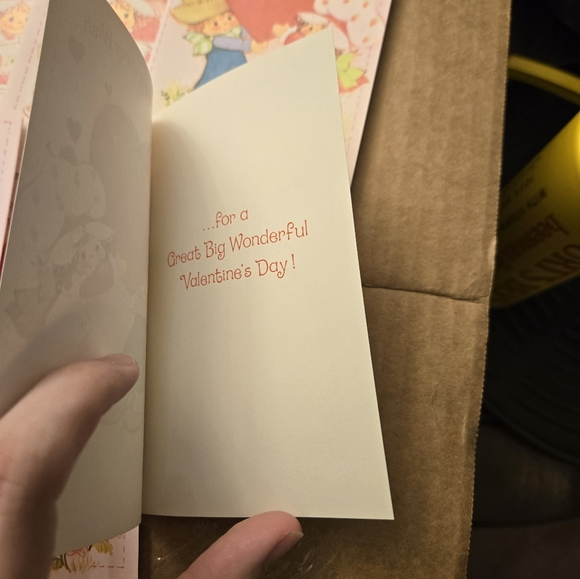 ...for a
Great Big Wonderful
Valentine's Day!